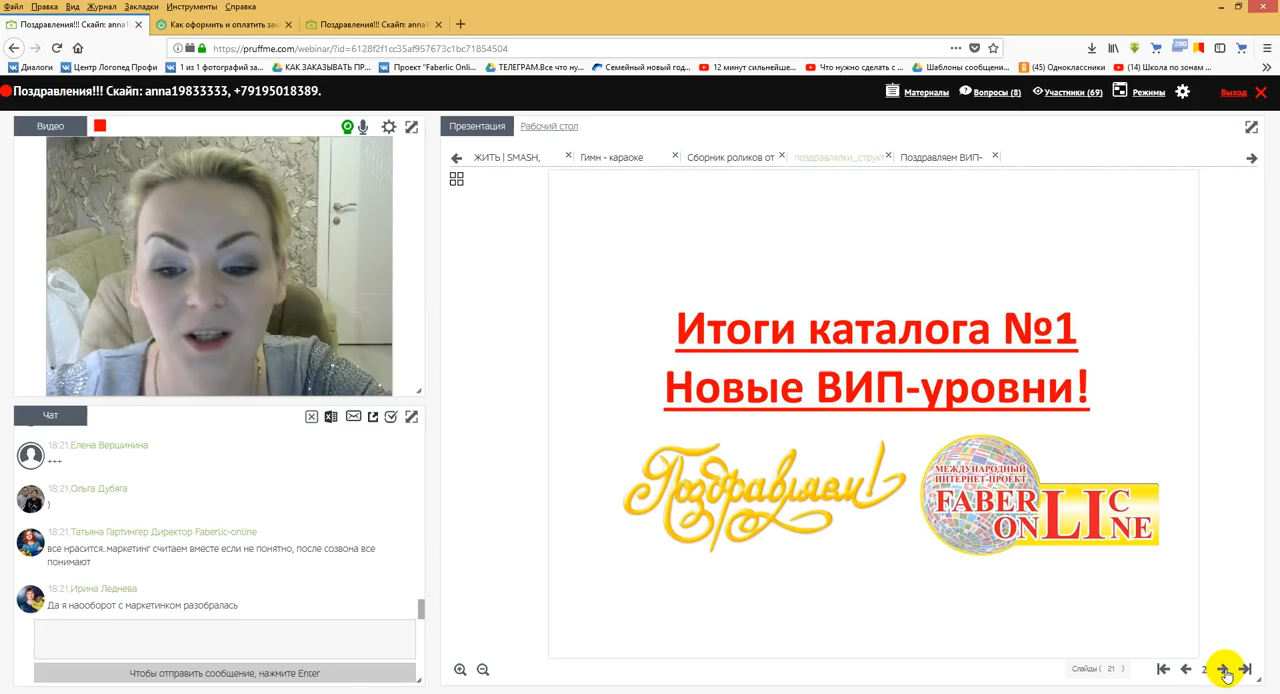 Файл Правка Вид Журнал Закладки Инструменты Справка
Поздравления!!! Скайп: anna1
Как оформить и оплатить зак
Поздравления!!! Скайп: anna1
https://pruffme.com/webinar/?id=6128f2f1cc35af957673c1bc71854504
280
Диалоги
Центр Логопед Профи
1 из 1 фотографий за...
КАК ЗАКАЗЫВАТЬ ПР...
Проект "Faberlic Onli...
ТЕЛЕГРАМ.Все что ну...
Семейный новый год...
12 минут сильнейше...
Что нужно сделать с ...
Шаблоны сообщени...
(45) Одноклассники
(14) Школа по зонам ...
Поздравления!!! Скайп: anna19833333, +79195018389.
Материалы
Вопросы (8)
Участники (69)
Режимы
Выход
Видео
Презентация
Рабочий стол
ЖИТЬ | SMASH,
Гимн - караоке
Сборник роликов от
поздравлялки_структ
Поздравляем ВИП-
Итоги каталога №1
Новые ВИП-уровни!
Поздравляем!
МЕЖДУНАРОДНЫЙ
ИНТЕРНЕТ-ПРОЕКТ
FABERLIC
ONLINE
Чат
18:21, Елена Вершинина
+++
18:21, Ольга Дубяга
)
18:21, Татьяна Гартингер Директор Faberlic-online
все нрасится..маркетинг считаем вместе если не понятно, после созвона все
понимают
18:21, Ирина Леднева
Да я наооборот с маркетинком разобралась
Чтобы отправить сообщение, нажмите Enter
Слайды ( 21 )
2